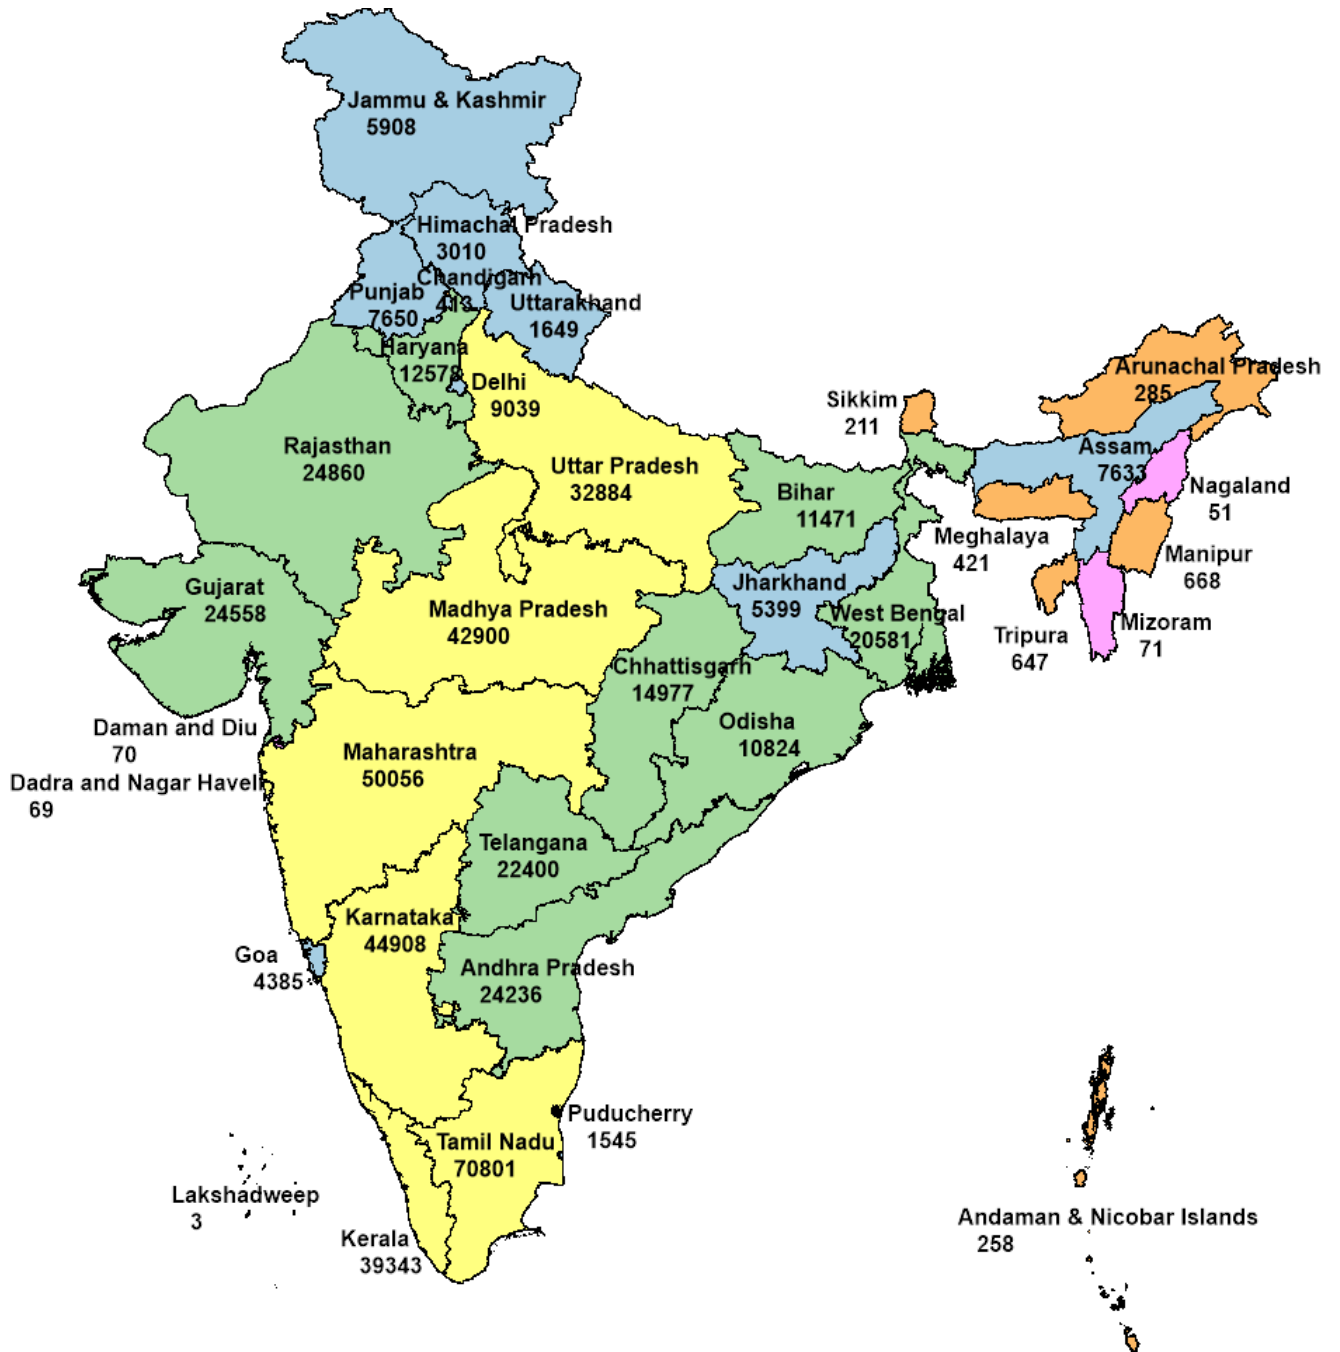 Jammu & Kashmir
5908
Himachal Pradesh
3010
Chandigarh
413
Punjab
7650
Uttarakhand
1649
Haryana
12578
Delhi
9039
Rajasthan
24860
Uttar Pradesh
32884
Sikkim
211
Arunachal Pradesh
285
Assam
7633
Bihar
11471
Nagaland
51
Meghalaya
421
Manipur
668
Gujarat
24558
Madhya Pradesh
42900
Jharkhand
5399
West Bengal
20581
Tripura
647
Mizoram
71
Chhattisgarh
14977
Daman and Diu
70
Dadra and Nagar Haveli
69
Maharashtra
50056
Odisha
10824
Telangana
22400
Karnataka
44908
Goa
4385
Andhra Pradesh
24236
Puducherry
1545
Tamil Nadu
70801
Lakshadweep
3
Kerala
39343
Andaman & Nicobar Islands
258